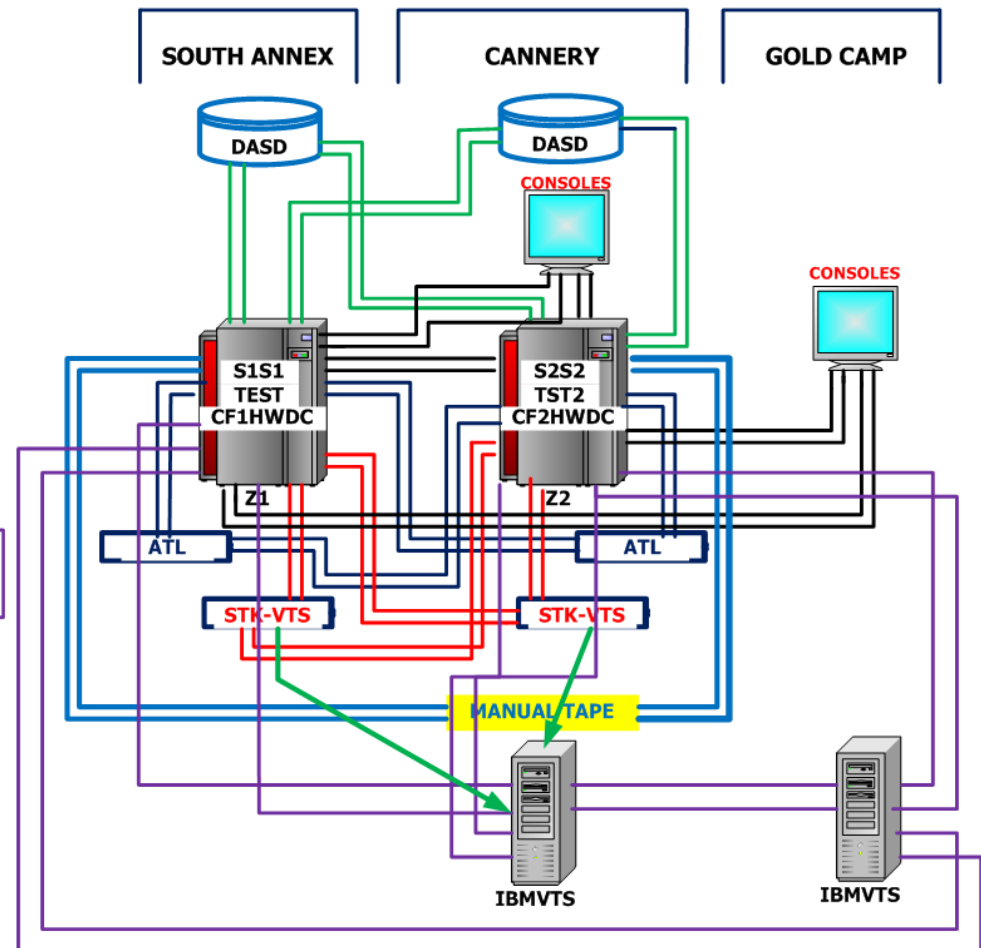 SOUTH ANNEX
CANNERY
GOLD CAMP
DASD
DASD
CONSOLES
CONSOLES
S1S1
TEST
CF1HWDC
S2S2
TST2
CF2HWDC
Z1
Z2
ATL
ATL
STK-VTS
STK-VTS
MANUAL TAPE
IBMVTS
IBMVTS